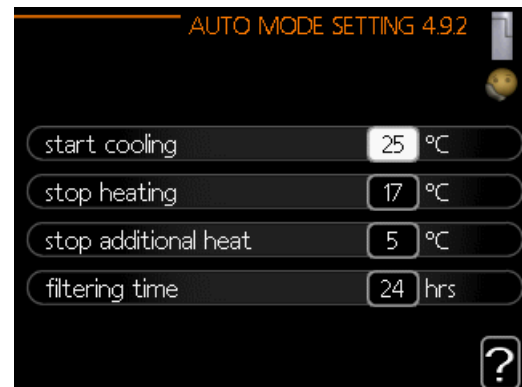 AUTO MODE SETTING 4.9.2
start cooling 25 °C
stop heating 17 °C
stop additional heat 5 °C
filtering time 24 hrs
?